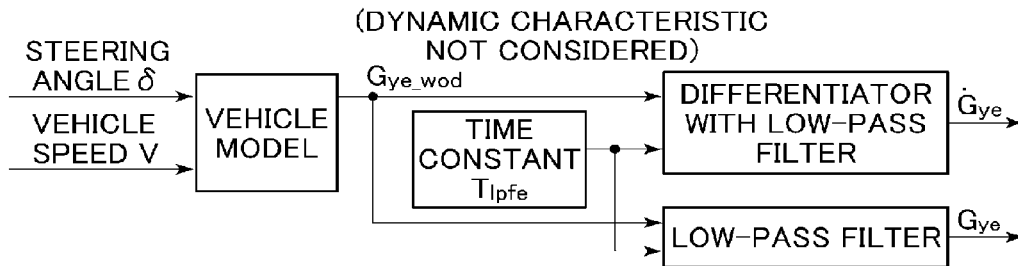 (DYNAMIC CHARACTERISTIC
NOT CONSIDERED)
STEERING
ANGLE δ
VEHICLE
SPEED V
VEHICLE
MODEL
Gye_wod
TIME
CONSTANT
Tlpfe
DIFFERENTIATOR
WITH LOW-PASS
FILTER
Ġye
LOW-PASS FILTER
Gye